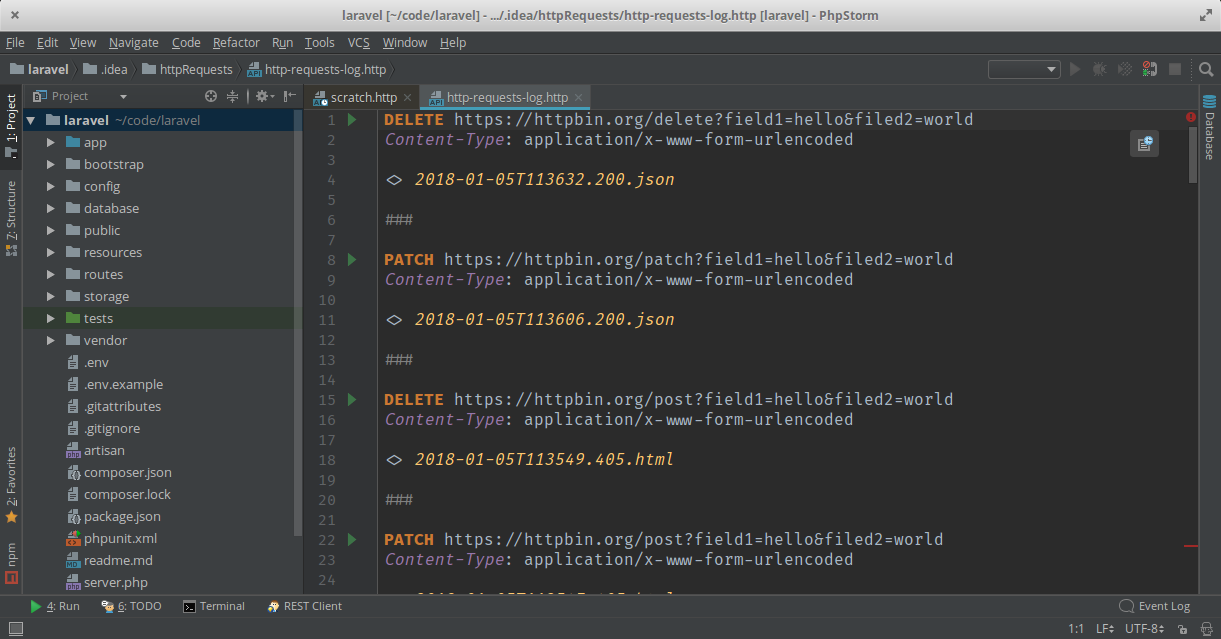 laravel [~/code/laravel] - .../.idea/httpRequests/http-requests-log.http [laravel] - PhpStorm
File Edit View Navigate Code Refactor Run Tools VCS Window Help
laravel .idea httpRequests http-requests-log.http
1: Project
7: Structure
2: Favorites
npm
Project
laravel ~/code/laravel
app
bootstrap
config
database
public
resources
routes
storage
tests
vendor
.env
.env.example
.gitattributes
.gitignore
artisan
composer.json
composer.lock
package.json
phpunit.xml
readme.md
server.php
scratch.http http-requests-log.http
1 DELETE https://httpbin.org/delete?field1=hello&filed2=world
2 Content-Type: application/x-www-form-urlencoded
3
4 <> 2018-01-05T113632.200.json
5
6 ###
7
8 PATCH https://httpbin.org/patch?field1=hello&filed2=world
9 Content-Type: application/x-www-form-urlencoded
10
11 <> 2018-01-05T113606.200.json
12
13 ###
14
15 DELETE https://httpbin.org/post?field1=hello&filed2=world
16 Content-Type: application/x-www-form-urlencoded
17
18 <> 2018-01-05T113549.405.html
19
20 ###
21
22 PATCH https://httpbin.org/post?field1=hello&filed2=world
23 Content-Type: application/x-www-form-urlencoded
24
Database
4: Run 6: TODO Terminal REST Client Event Log
1:1 LF UTF-8